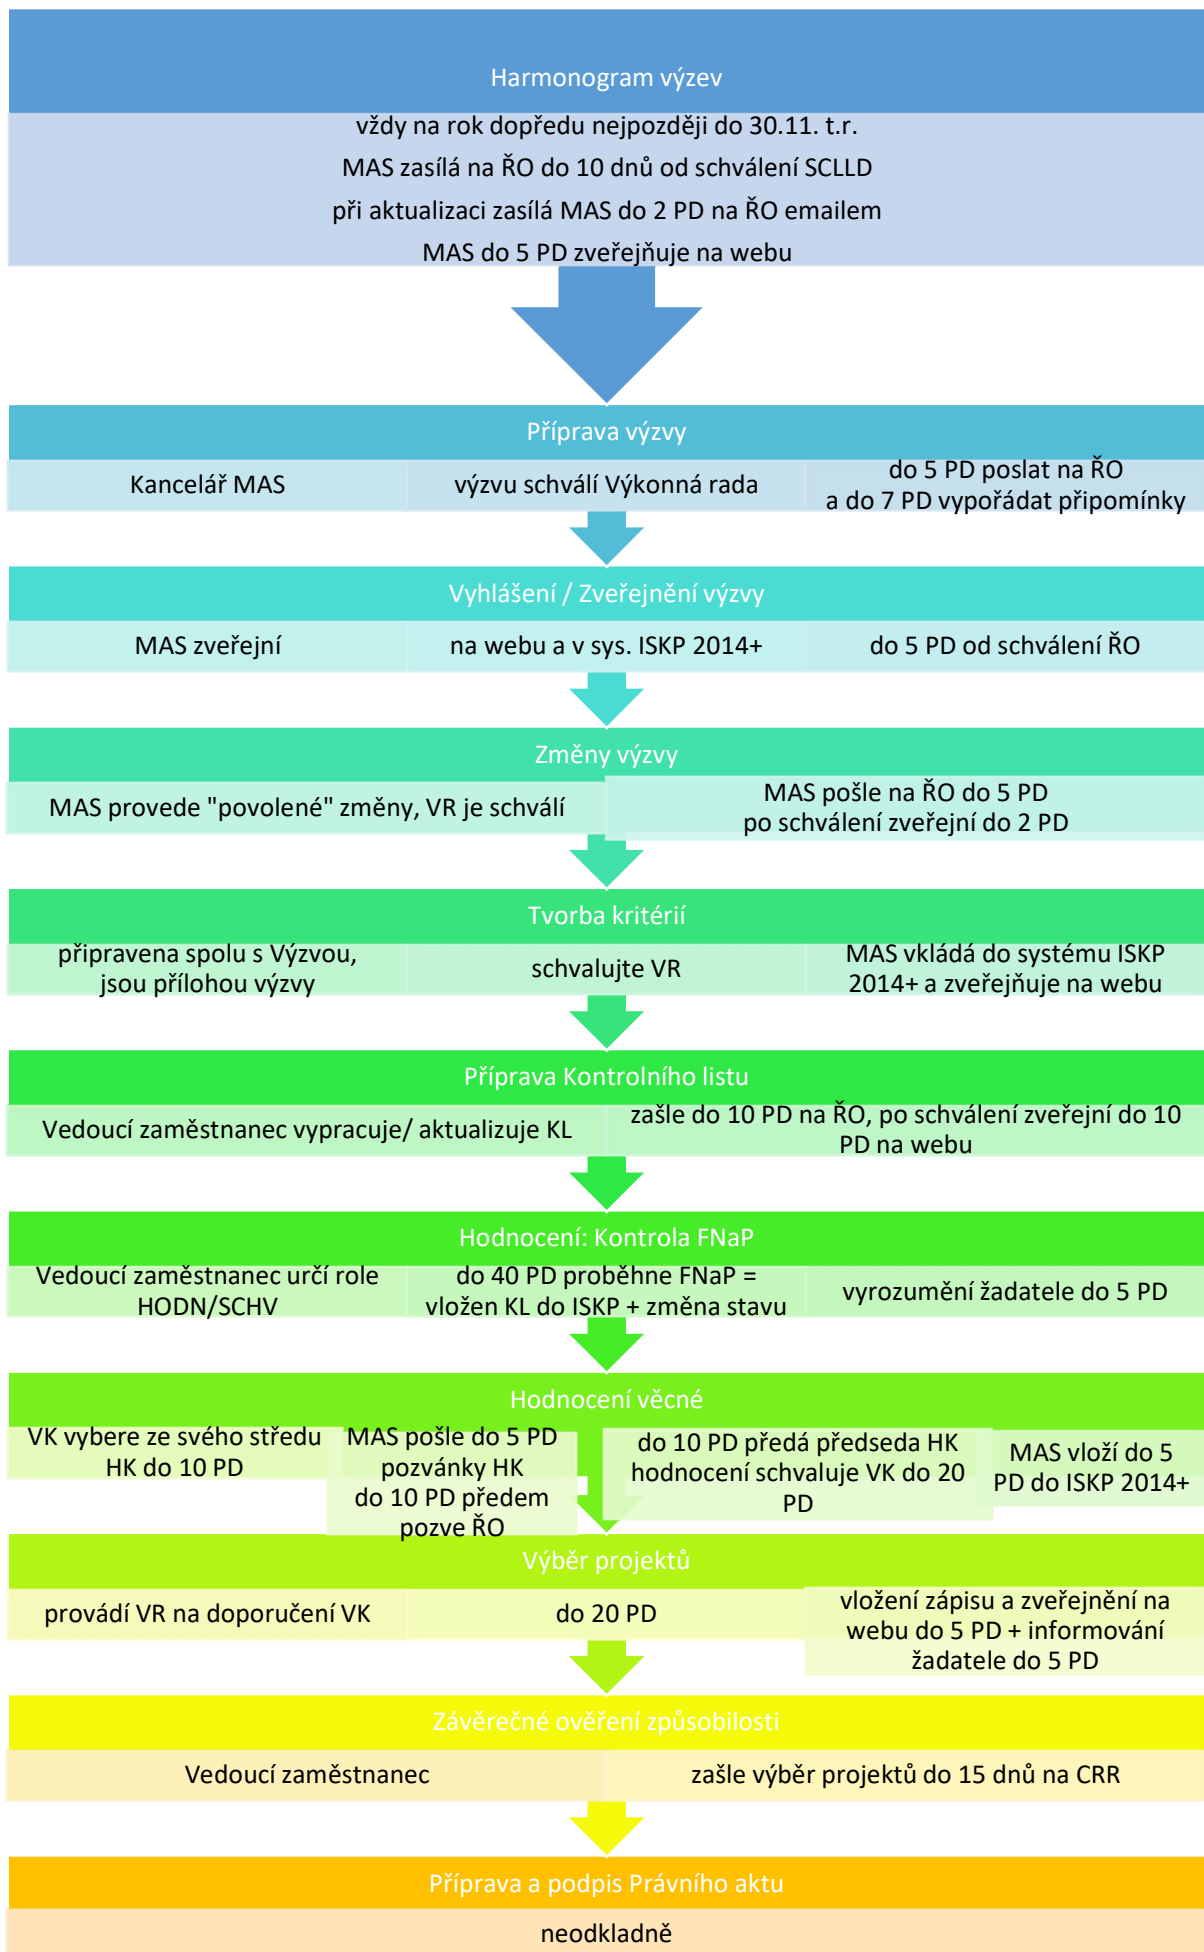 Harmonogram výzev
vždy na rok dopředu nejpozději do 30.11. t.r.
MAS zasílá na ŘO do 10 dnů od schválení SCLLD
při aktualizaci zasílá MAS do 2 PD na ŘO emailem
MAS do 5 PD zveřejňuje na webu
Příprava výzvy
Kancelář MAS
výzvu schválí Výkonná rada
do 5 PD poslat na ŘO
a do 7 PD vypořádat připomínky
Vyhlášení / Zveřejnění výzvy
MAS zveřejní
na webu a v sys. ISKP 2014+
do 5 PD od schválení ŘO
Změny výzvy
MAS provede "povolené" změny, VR je schválí
MAS pošle na ŘO do 5 PD
po schválení zveřejní do 2 PD
Tvorba kritérií
připravena spolu s Výzvou,
jsou přílohou výzvy
schvalujte VR
MAS vkládá do systému ISKP
2014+ a zveřejňuje na webu
Příprava Kontrolního listu
Vedoucí zaměstnanec vypracuje/ aktualizuje KL
zašle do 10 PD na ŘO, po schválení zveřejní do 10
PD na webu
Hodnocení: Kontrola FNaP
Vedoucí zaměstnanec určí role
HODN/SCHV
do 40 PD proběhne FNaP =
vložen KL do ISKP + změna stavu
vyrozumění žadatele do 5 PD
Hodnocení věcné
VK vybere ze svého středu
HK do 10 PD
MAS pošle do 5 PD
pozvánky HK
do 10 PD předem
pozve ŘO
do 10 PD předá předseda HK
hodnocení schvaluje VK do 20
PD
MAS vloží do 5
PD do ISKP 2014+
Výběr projektů
provádí VR na doporučení VK
do 20 PD
vložení zápisu a zveřejnění na
webu do 5 PD + informování
žadatele do 5 PD
Závěrečné ověření způsobilosti
Vedoucí zaměstnanec
zašle výběr projektů do 15 dnů na CRR
Příprava a podpis Právního aktu
neodkladně